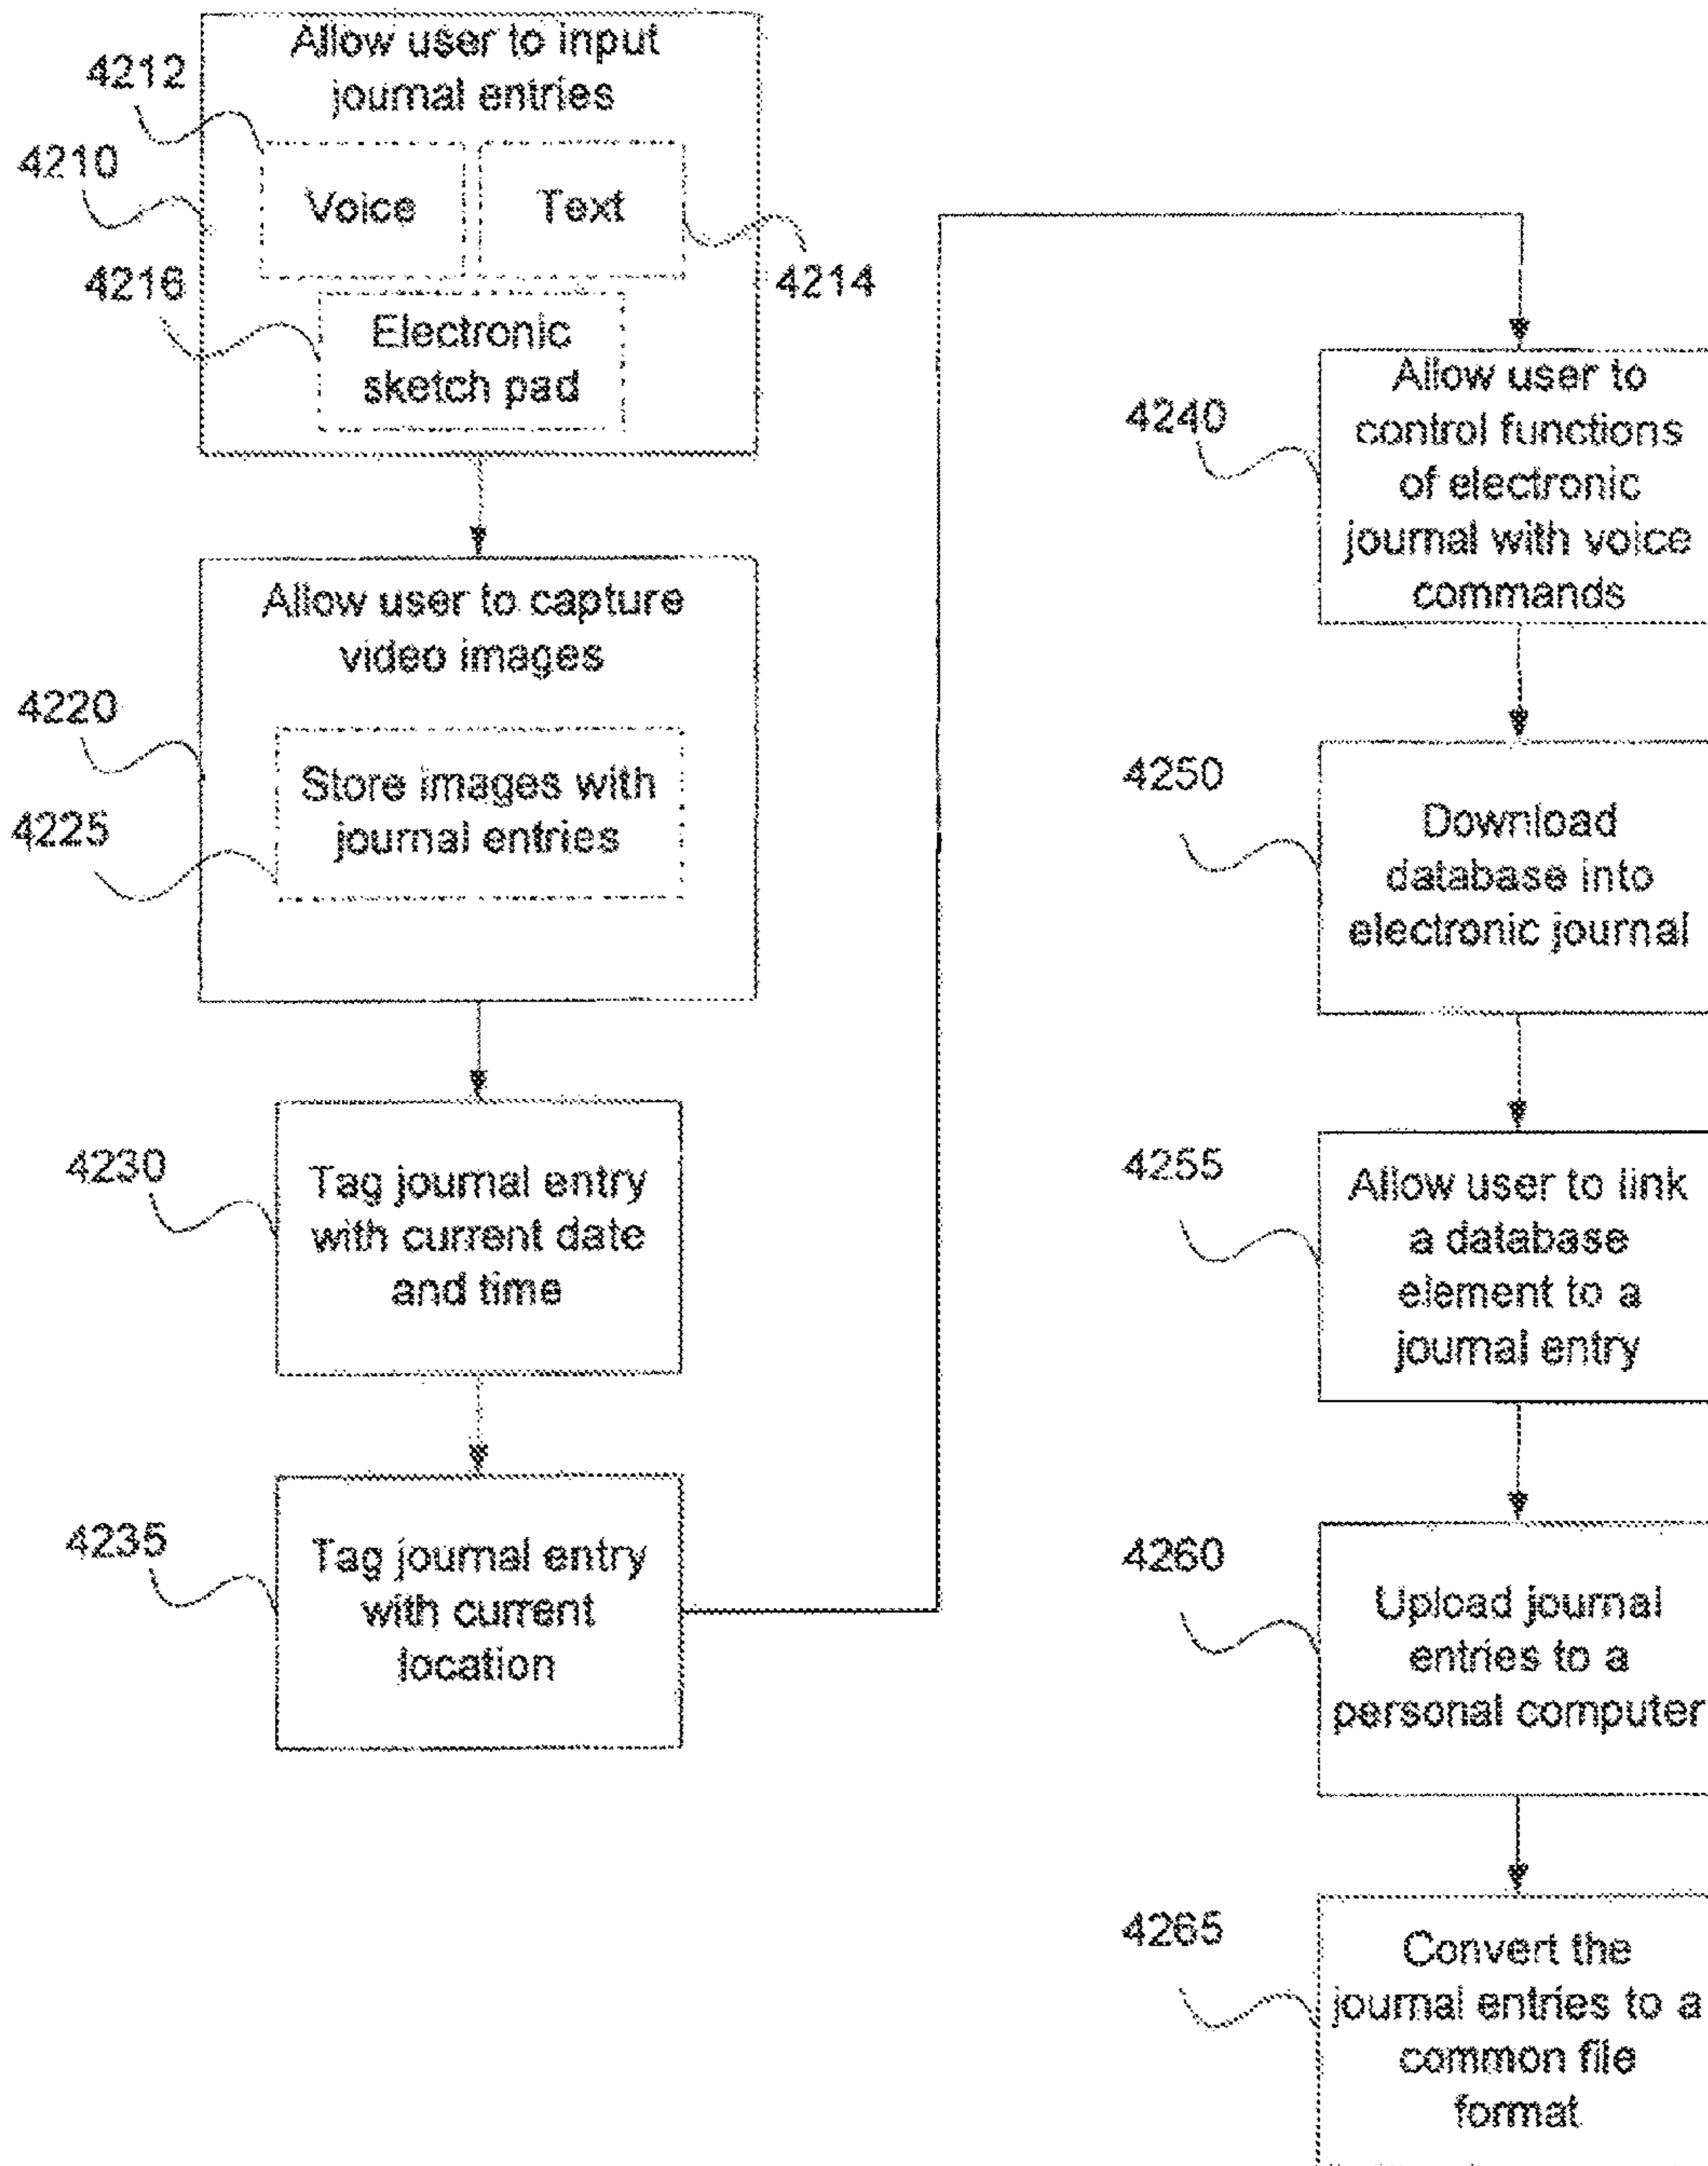 Allow user to input
journal entries
4212
4210
Voice
Text
4214
4216
Electronic
sketch pad
Allow user to capture
video images
4220
Store images with
journal entries
4225
4230
Tag journal entry
with current date
and time
4235
Tag journal entry
with current
location
4240
Allow user to
control functions
of electronic
journal with voice
commands
4250
Download
database into
electronic journal
4255
Allow user to link
a database
element to a
journal entry
4260
Upload journal
entries to a
personal computer
4265
Convert the
journal entries to a
common file
format